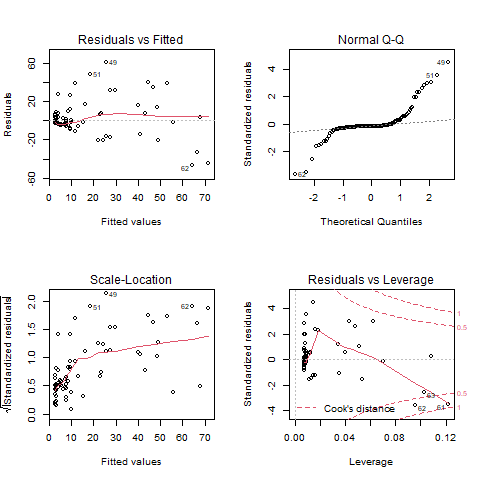 Residuals vs Fitted
Residuals
-60 -20 20 60
49
51
62
0 10 20 30 40 50 60 70
Fitted values
Normal Q-Q
Standardized residuals
-2 0 2 4
49
51
62
-2 -1 0 1 2
Theoretical Quantiles
Scale-Location
√|Standardized residuals|
0.0 0.5 1.0 1.5 2.0
49
51
62
0 10 20 30 40 50 60 70
Fitted values
Residuals vs Leverage
Standardized residuals
-4 -2 0 2 4
1
0.5
0.5
1
63
62
61
Cook's distance
0.00 0.04 0.08 0.12
Leverage